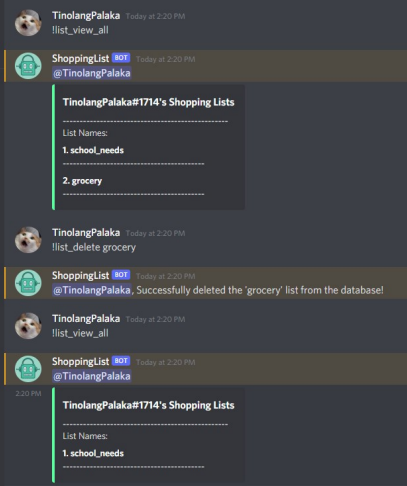 TinolangPalaka Today at 2:20 PM
!list_view_all
ShoppingList BOT Today at 2:20 PM
@TinolangPalaka
TinolangPalaka#1714's Shopping Lists
------------------------------------------------
List Names:
1. school_needs
-----------------------------------------
2. grocery
-----------------------------------------
TinolangPalaka Today at 2:20 PM
!list_delete grocery
ShoppingList BOT Today at 2:20 PM
@TinolangPalaka, Successfully deleted the 'grocery' list from the database!
TinolangPalaka Today at 2:20 PM
!list_view_all
ShoppingList BOT Today at 2:20 PM
@TinolangPalaka
2:20 PM
TinolangPalaka#1714's Shopping Lists
------------------------------------------------
List Names:
1. school_needs
-----------------------------------------